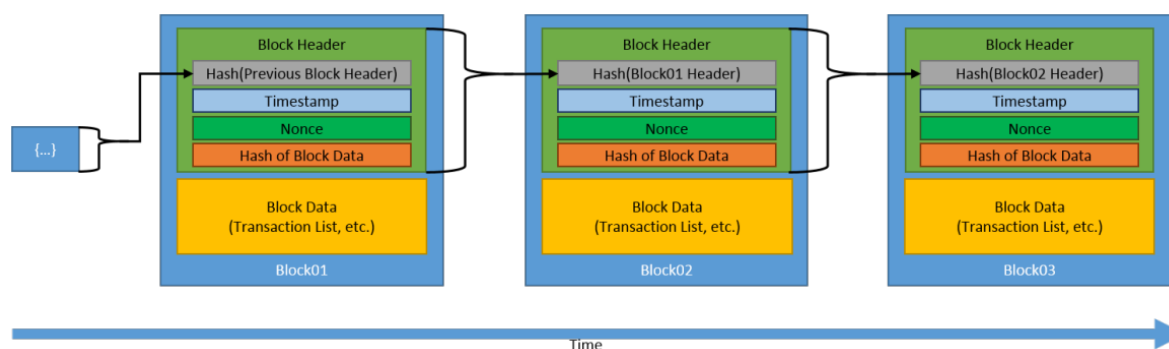 {...}
Block Header
Hash(Previous Block Header)
Timestamp
Nonce
Hash of Block Data
Block Data
(Transaction List, etc.)
Block01
Block Header
Hash(Block01 Header)
Timestamp
Nonce
Hash of Block Data
Block Data
(Transaction List, etc.)
Block02
Block Header
Hash(Block02 Header)
Timestamp
Nonce
Hash of Block Data
Block Data
(Transaction List, etc.)
Block03
Time